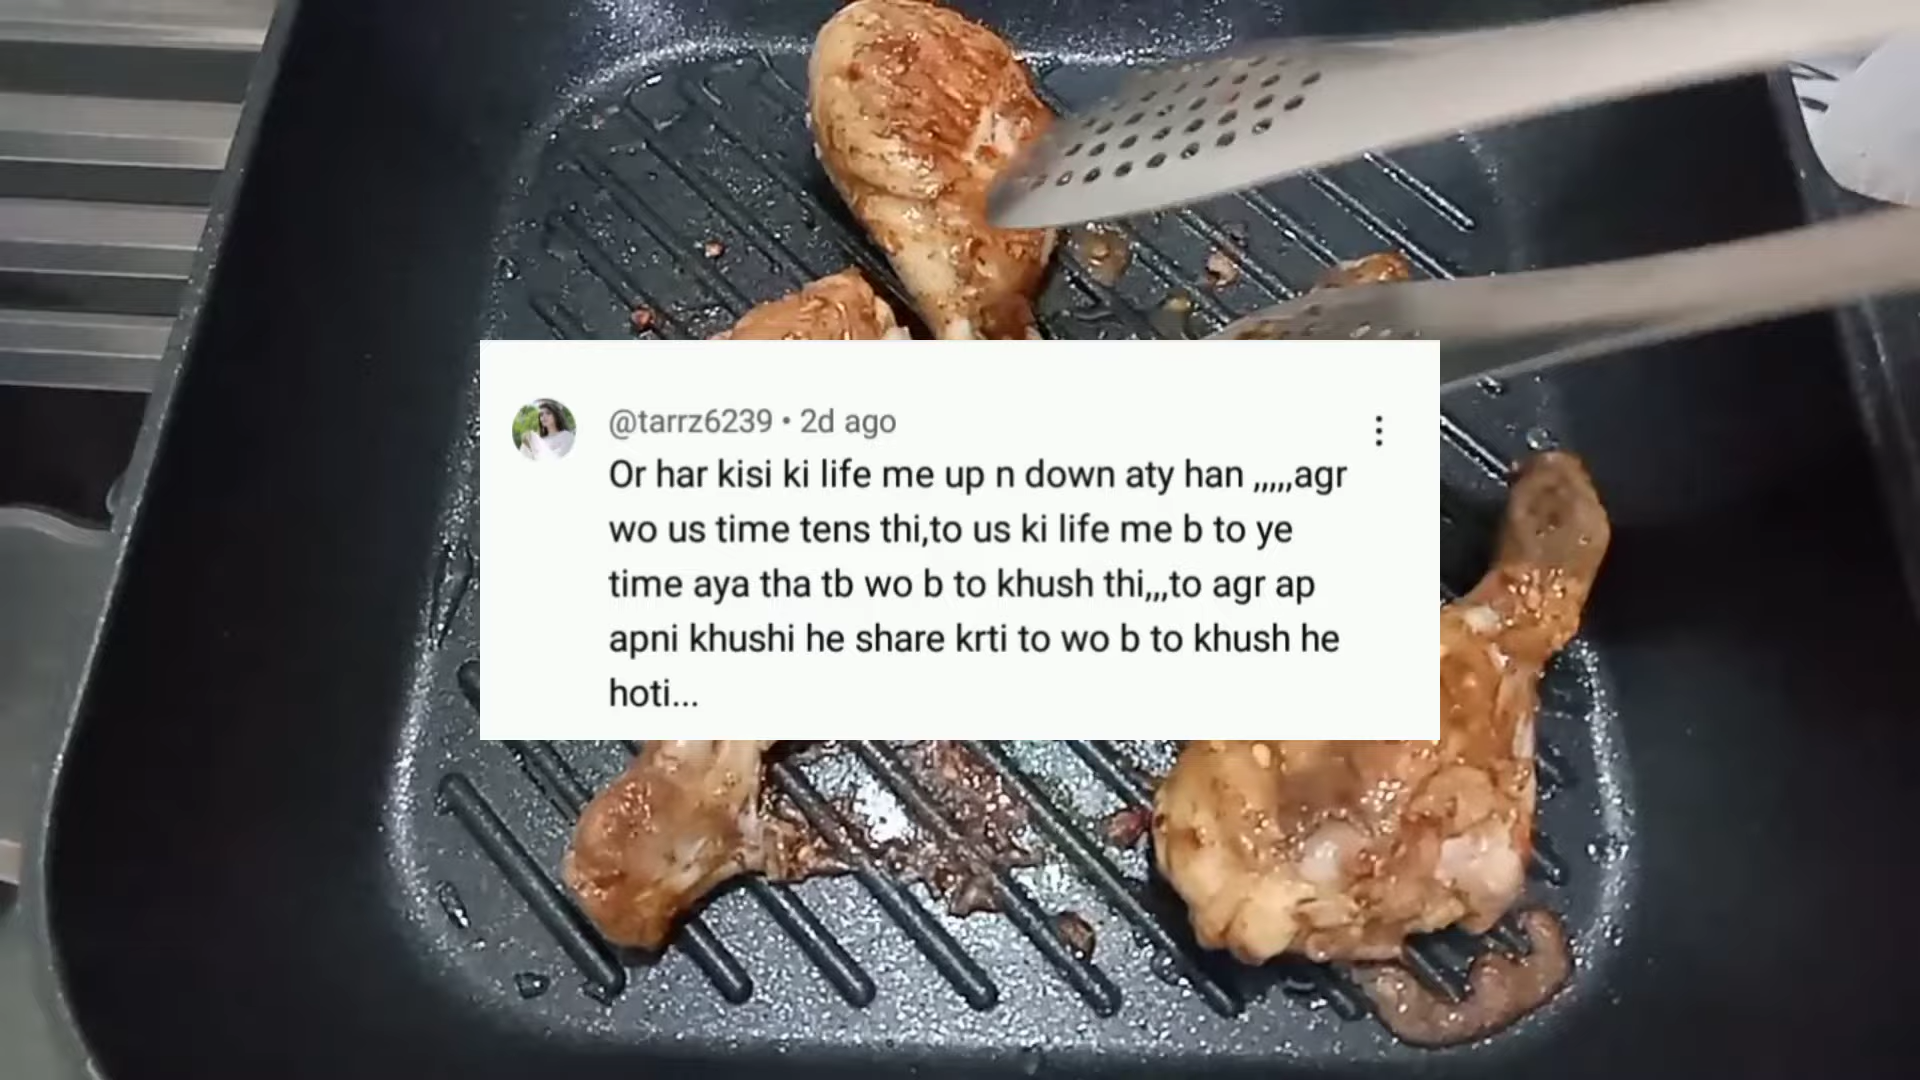 @tarrz6239 • 2d ago
Or har kisi ki life me up n down aty han ,,,,,agr
wo us time tens thi,to us ki life me b to ye
time aya tha tb wo b to khush thi,,,to agr ap
apni khushi he share krti to wo b to khush he
hoti...